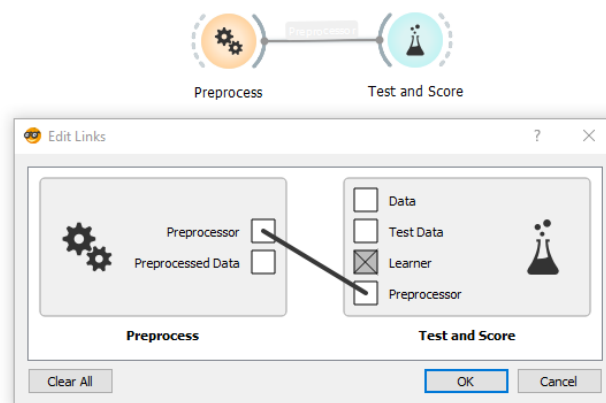 Preprocessor
Preprocess
Test and Score
Edit Links
?
Data
Preprocessor
Test Data
Preprocessed Data
Learner
Preprocessor
Preprocess
Test and Score
Clear All
OK
Cancel